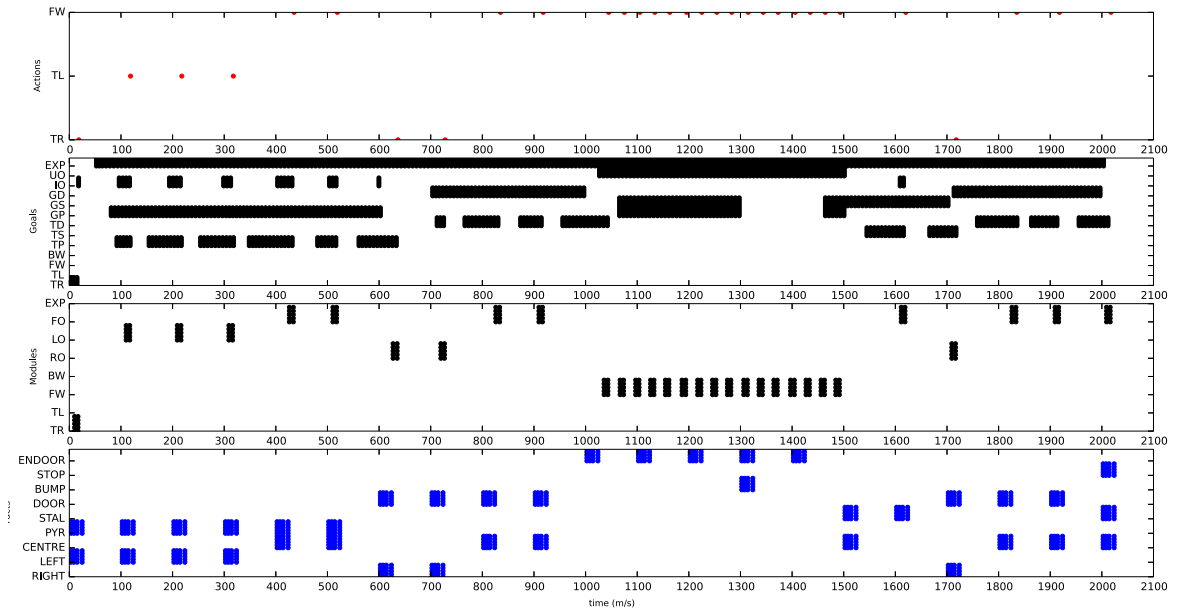 FW
TL
TR
Actions
0 100 200 300 400 500 600 700 800 900 1000 1100 1200 1300 1400 1500 1600 1700 1800 1900 2000 2100
EXP
UO
IO
GD
GS
GP
TD
TS
TP
BW
FW
TL
TR
Goals
0 100 200 300 400 500 600 700 800 900 1000 1100 1200 1300 1400 1500 1600 1700 1800 1900 2000 2100
EXP
FO
LO
RO
BW
FW
TL
TR
Modules
0 100 200 300 400 500 600 700 800 900 1000 1100 1200 1300 1400 1500 1600 1700 1800 1900 2000 2100
ENDOOR
STOP
BUMP
DOOR
STAL
PYR
CENTRE
LEFT
RIGHT
0 100 200 300 400 500 600 700 800 900 1000 1100 1200 1300 1400 1500 1600 1700 1800 1900 2000 2100
time (m/s)